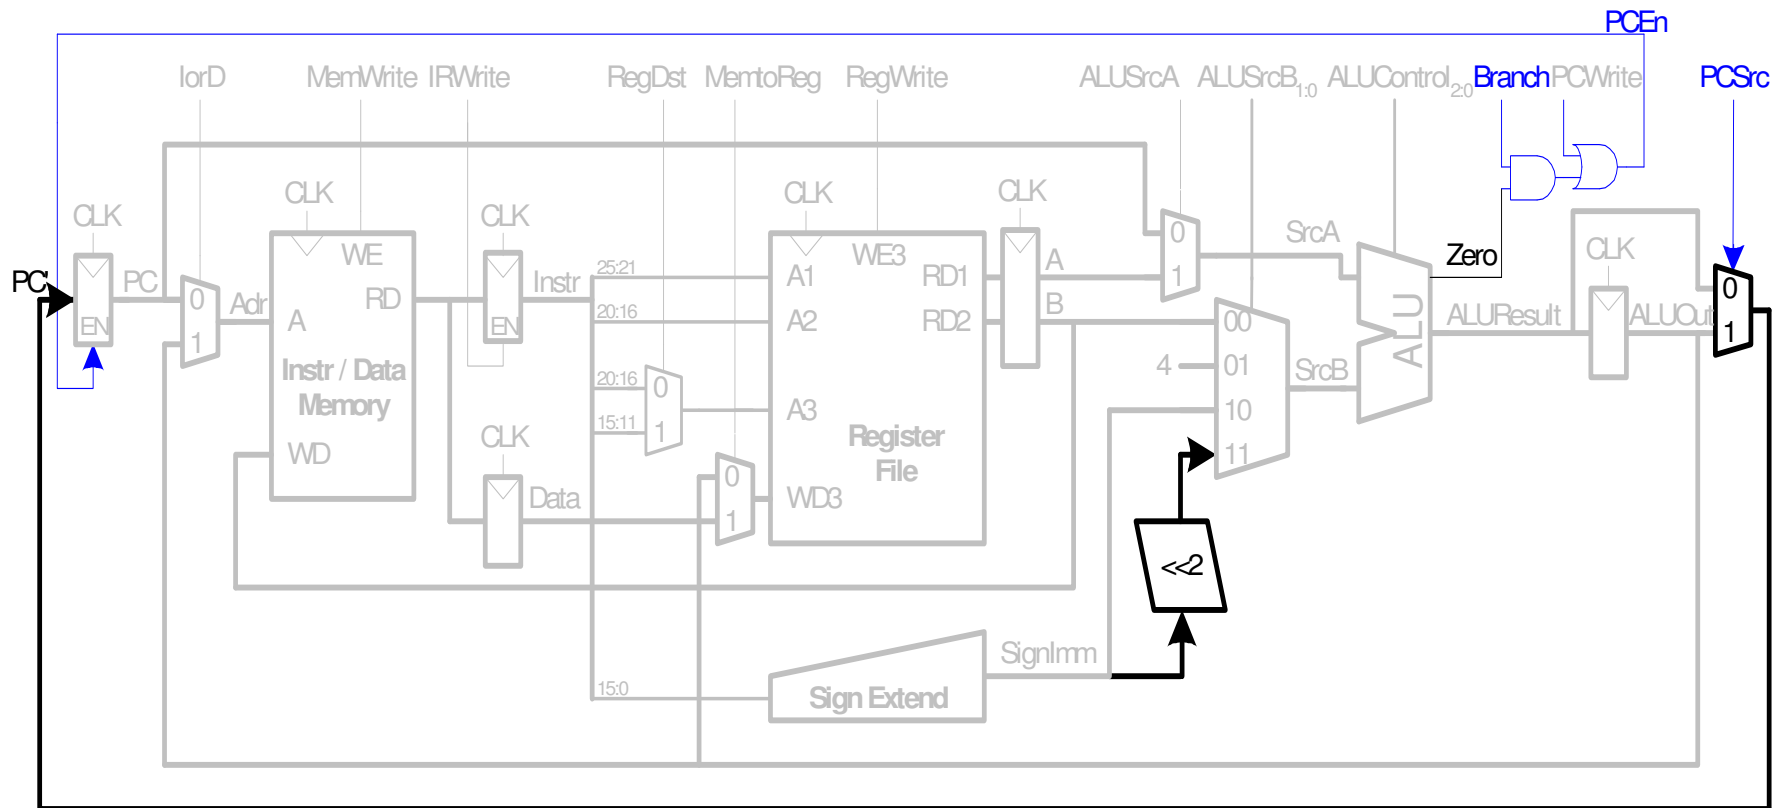 PCEn
IorD MemWrite IRWrite RegDst MemtoReg RegWrite ALUSrcA ALUSrcB1:0 ALUControl2:0 Branch PCWrite PCSrc
CLK CLK CLK CLK CLK CLK
PC' PC EN
0 1 Adr
WE
A RD
Instr / Data
Memory
WD
EN
Instr
CLK
Data
25:21
20:16
20:16
15:11
15:0
0
1
0
1
WE3
A1 RD1
A2 RD2
A3
Register
File
WD3
A
B
0
1
SrcA
00
4 01
10
11
SrcB
ALU
Zero
ALUResult
CLK
ALUOut
0
1
<<2
SignImm
Sign Extend